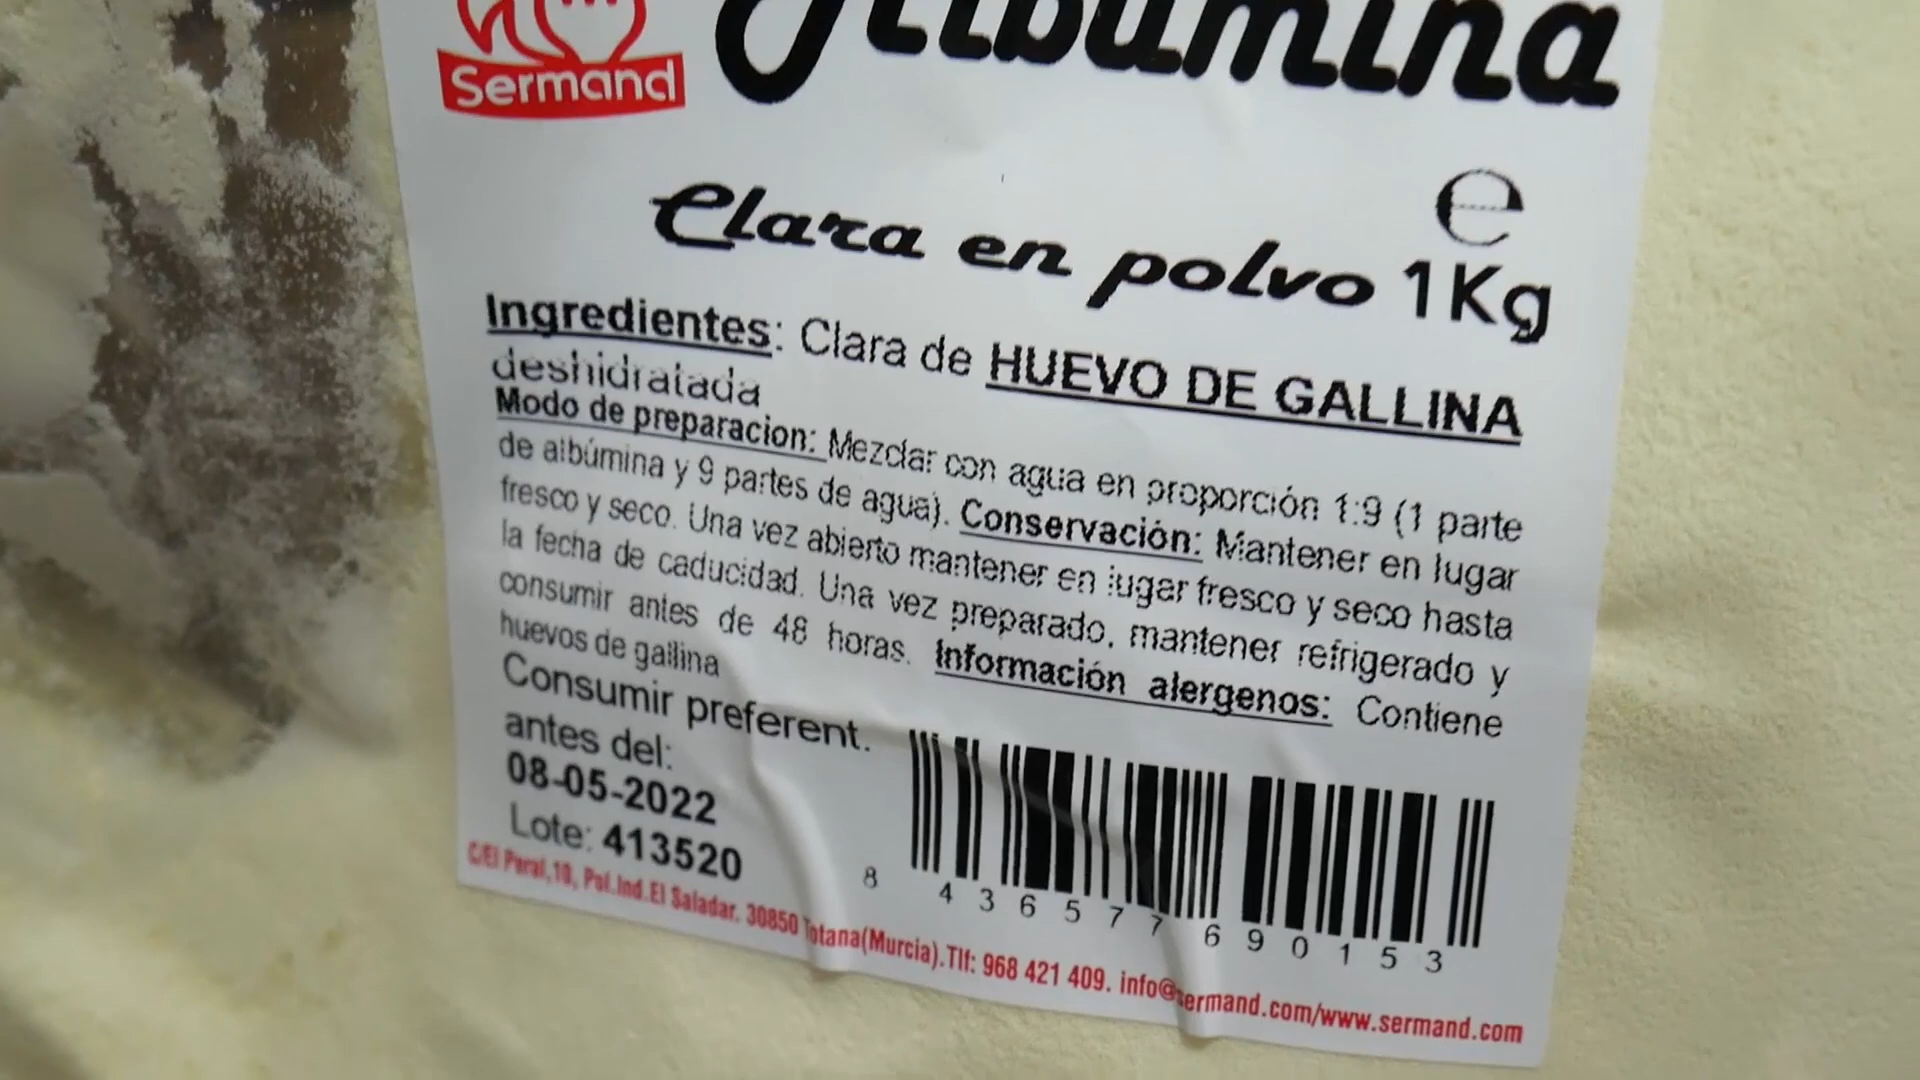 Sermand
Albumina
e
Clara en polvo 1Kg
Ingredientes: Clara de HUEVO DE GALLINA
deshidratada
Modo de preparacion: Mezclar con agua en proporción 1:9 (1 parte
de albúmina y 9 partes de agua). Conservación: Mantener en lugar
fresco y seco. Una vez abierto mantener en lugar fresco y seco hasta
la fecha de caducidad. Una vez preparado, mantener refrigerado y
consumir antes de 48 horas. Información alergenos: Contiene
huevos de gallina
Consumir preferent.
antes del:
08-05-2022
Lote: 413520
8 436577 690153
C/El Peral,10, Pol.Ind.El Saladar. 30850 Totana(Murcia).Tlf: 968 421 409. info@sermand.com/www.sermand.com